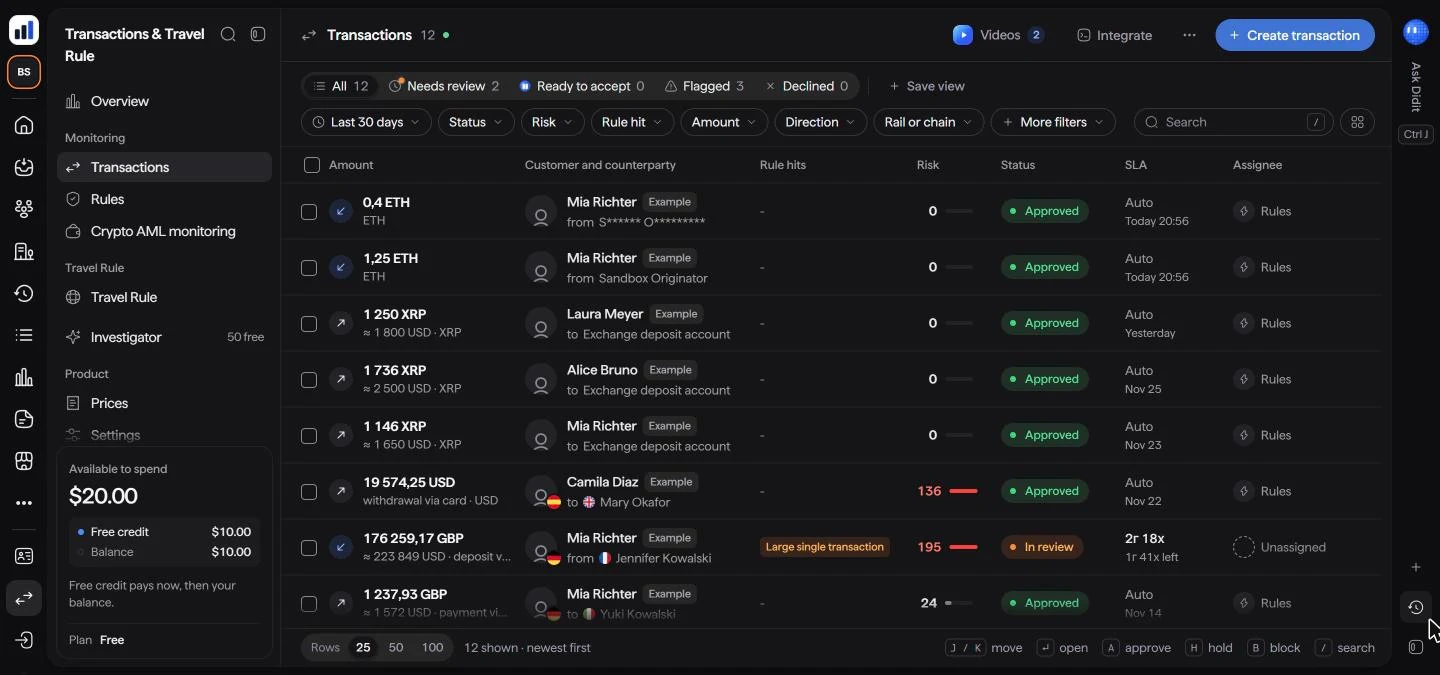 BS
Transactions & Travel
Rule
Overview
Monitoring
Transactions
Rules
Crypto AML monitoring
Travel Rule
Travel Rule
Investigator 50 free
Product
Prices
Settings
Available to spend
$20.00
Free credit $10.00
Balance $10.00
Free credit pays now, then your
balance.
Plan Free
Transactions 12
Videos 2
Integrate
Create transaction
All 12
Needs review 2
Ready to accept 0
Flagged 3
Declined 0
Save view
Last 30 days
Status
Risk
Rule hit
Amount
Direction
Rail or chain
More filters
Search /
Amount Customer and counterparty Rule hits Risk Status SLA Assignee
0,4 ETH Mia Richter Example - 0 Approved Auto Rules
ETH from S****** O********* Today 20:56
1,25 ETH Mia Richter Example - 0 Approved Auto Rules
ETH from Sandbox Originator Today 20:56
1 250 XRP Laura Meyer Example - 0 Approved Auto Rules
≈ 1 800 USD · XRP to Exchange deposit account Yesterday
1 736 XRP Alice Bruno Example - 0 Approved Auto Rules
≈ 2 500 USD · XRP to Exchange deposit account Nov 25
1 146 XRP Mia Richter Example - 0 Approved Auto Rules
≈ 1 650 USD · XRP to Exchange deposit account Nov 23
19 574,25 USD Camila Diaz Example - 136 Approved Auto Rules
withdrawal via card · USD to Mary Okafor Nov 22
176 259,17 GBP Mia Richter Example Large single transaction 195 In review 2г 18х Unassigned
≈ 223 849 USD · deposit v... from Jennifer Kowalski 1г 41х left
1 237,93 GBP Mia Richter Example - 24 Approved Auto Rules
≈ 1 572 USD · payment vi... to Yuki Kowalski Nov 14
Rows 25 50 100 12 shown · newest first
J / K move ↵ open A approve H hold B block / search
Ask Didit
Ctrl J